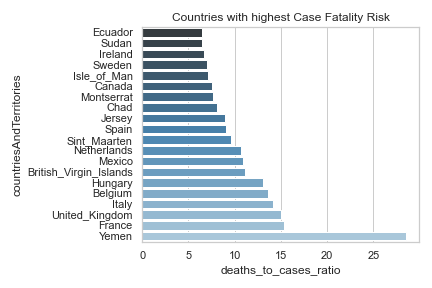 Countries with highest Case Fatality Risk
countriesAndTerritories
Ecuador
Sudan
Ireland
Sweden
Isle_of_Man
Canada
Montserrat
Chad
Jersey
Spain
Sint_Maarten
Netherlands
Mexico
British_Virgin_Islands
Hungary
Belgium
Italy
United_Kingdom
France
Yemen
0 5 10 15 20 25
deaths_to_cases_ratio